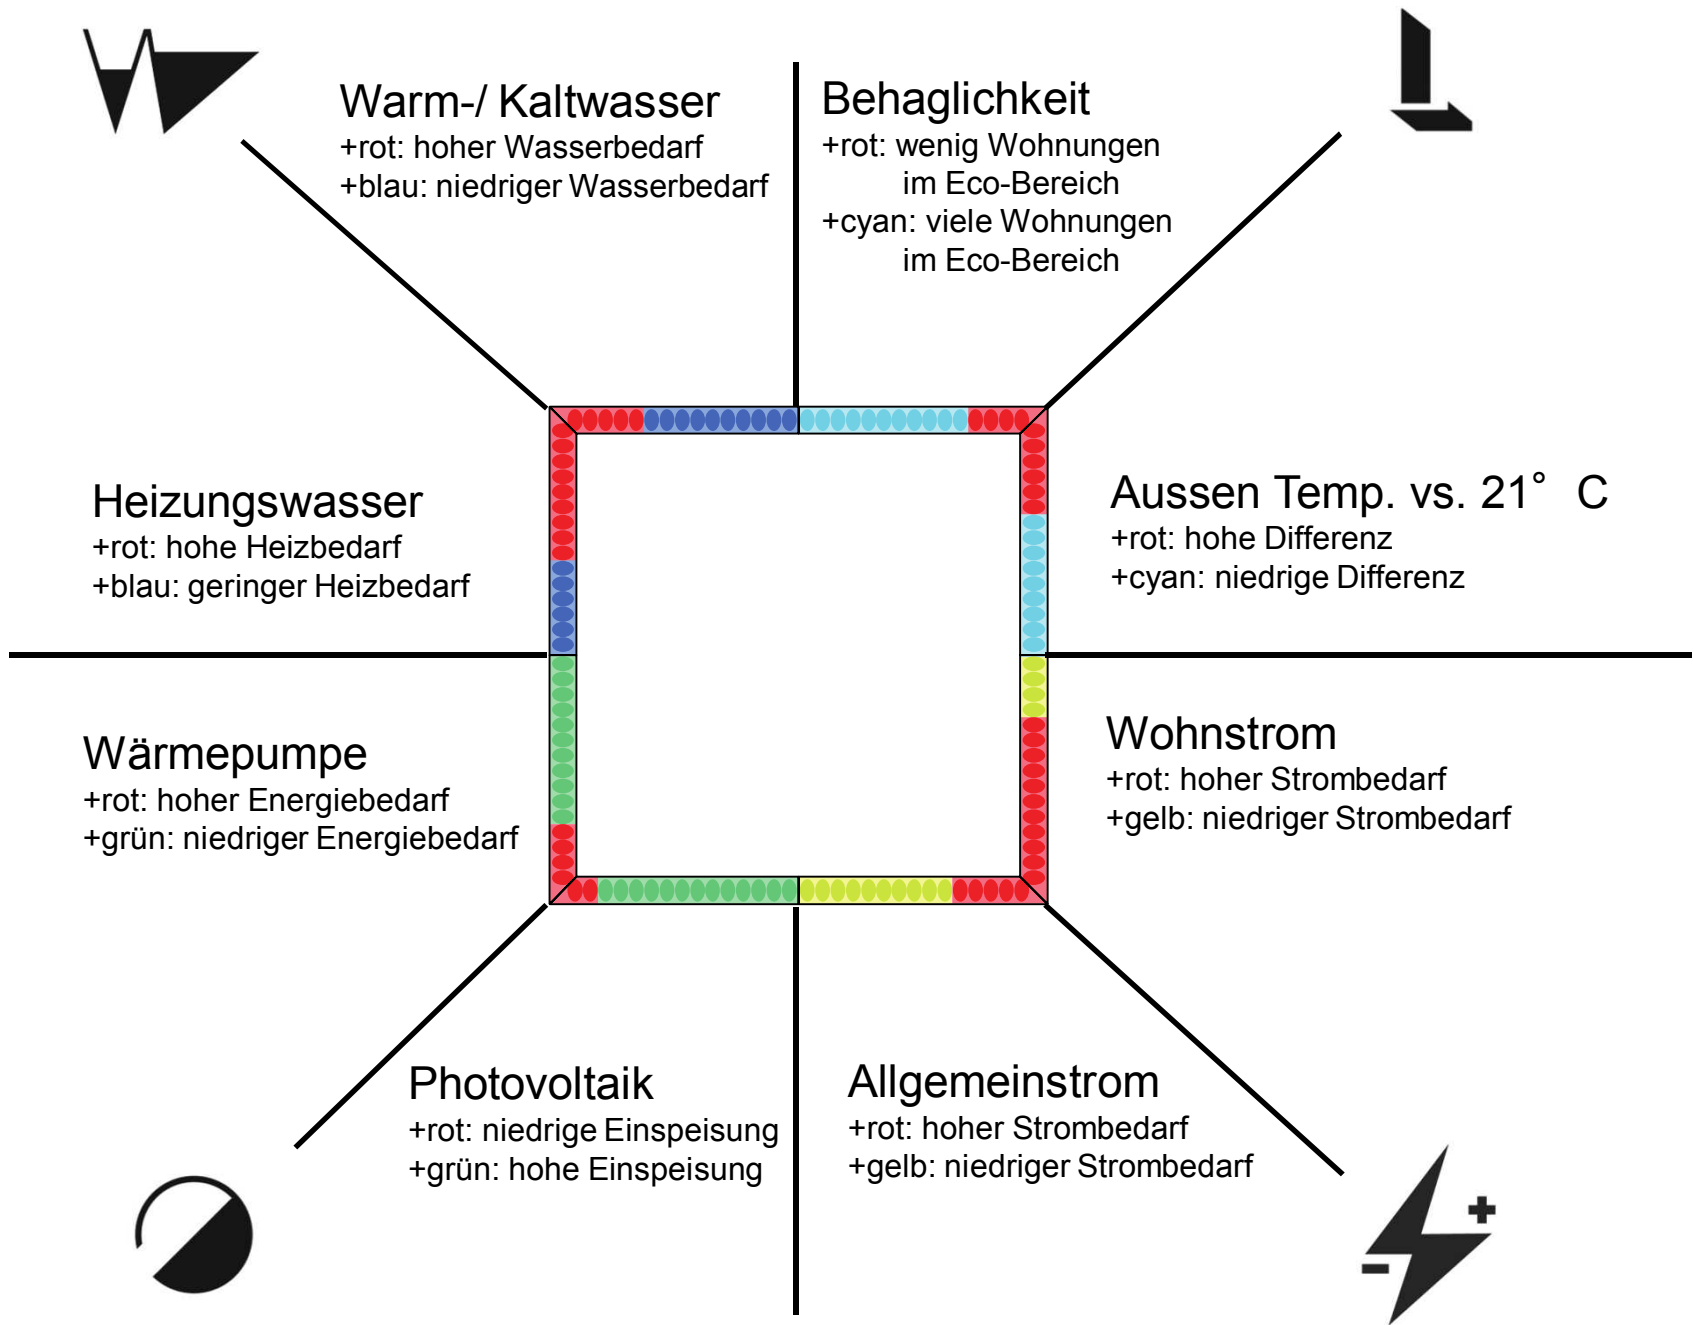 Warm-/ Kaltwasser
+rot: hoher Wasserbedarf
+blau: niedriger Wasserbedarf
Behaglichkeit
+rot: wenig Wohnungen
im Eco-Bereich
+cyan: viele Wohnungen
im Eco-Bereich
Heizungswasser
+rot: hohe Heizbedarf
+blau: geringer Heizbedarf
Aussen Temp. vs. 21° C
+rot: hohe Differenz
+cyan: niedrige Differenz
Wärmepumpe
+rot: hoher Energiebedarf
+grün: niedriger Energiebedarf
Wohnstrom
+rot: hoher Strombedarf
+gelb: niedriger Strombedarf
Photovoltaik
+rot: niedrige Einspeisung
+grün: hohe Einspeisung
Allgemeinstrom
+rot: hoher Strombedarf
+gelb: niedriger Strombedarf